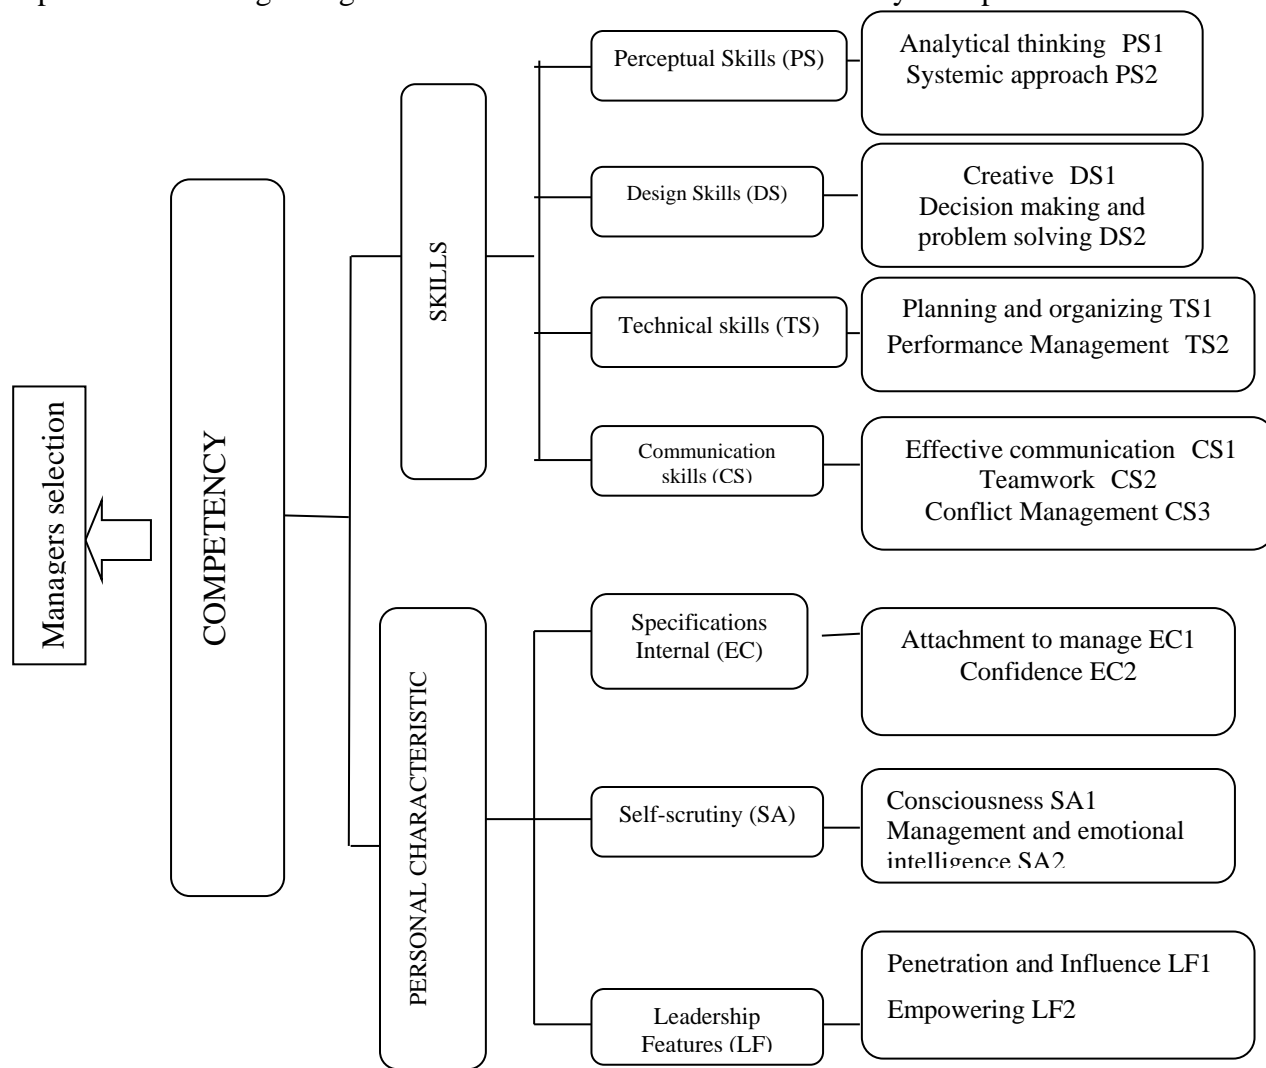 Managers selection
COMPETENCY
SKILLS
Perceptual Skills (PS)
Analytical thinking PS1
Systemic approach PS2
Design Skills (DS)
Creative DS1
Decision making and
problem solving DS2
Technical skills (TS)
Planning and organizing TS1
Performance Management TS2
Communication
skills (CS)
Effective communication CS1
Teamwork CS2
Conflict Management CS3
PERSONAL CHARACTERISTIC
Specifications
Internal (EC)
Attachment to manage EC1
Confidence EC2
Self-scrutiny (SA)
Consciousness SA1
Management and emotional
intelligence SA2
Leadership
Features (LF)
Penetration and Influence LF1
Empowering LF2